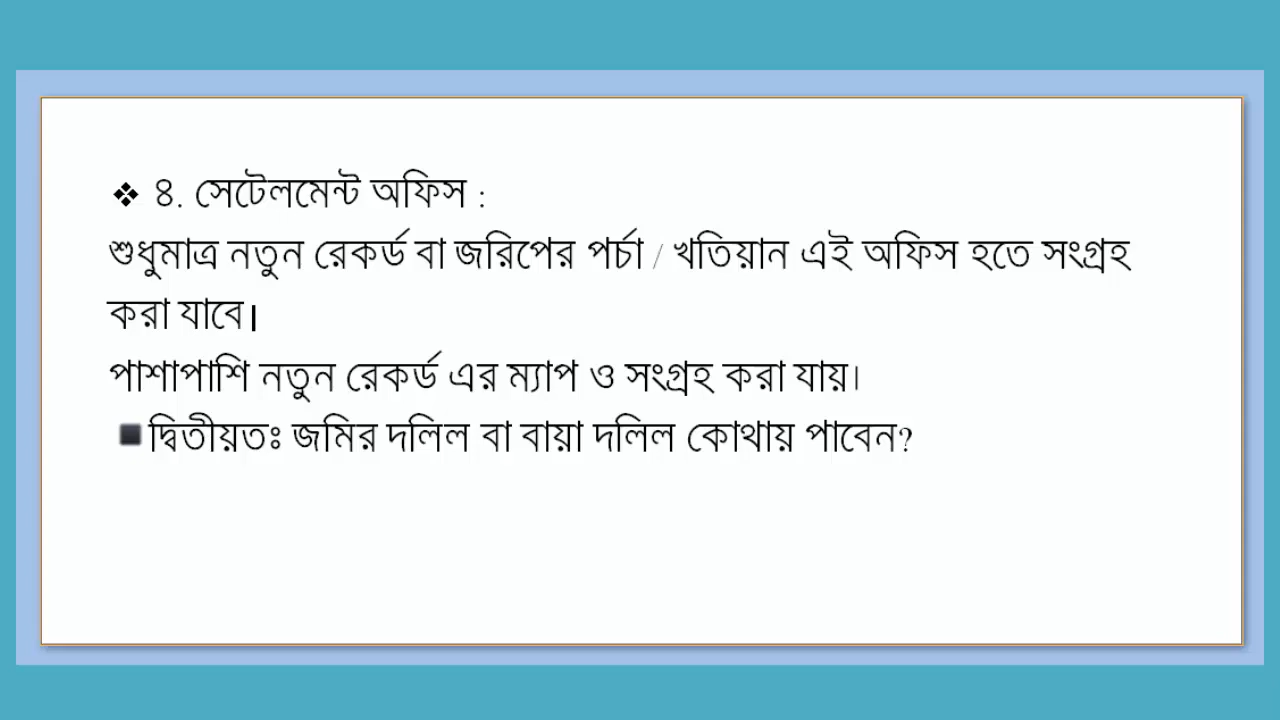 ❖ ৪. সেটেলমেন্ট অফিস :
শুধুমাত্র নতুন রেকর্ড বা জরিপের পর্চা / খতিয়ান এই অফিস হতে সংগ্রহ
করা যাবে।
পাশাপাশি নতুন রেকর্ড এর ম্যাপ ও সংগ্রহ করা যায়।
▪ দ্বিতীয়তঃ জমির দলিল বা বায়া দলিল কোথায় পাবেন?